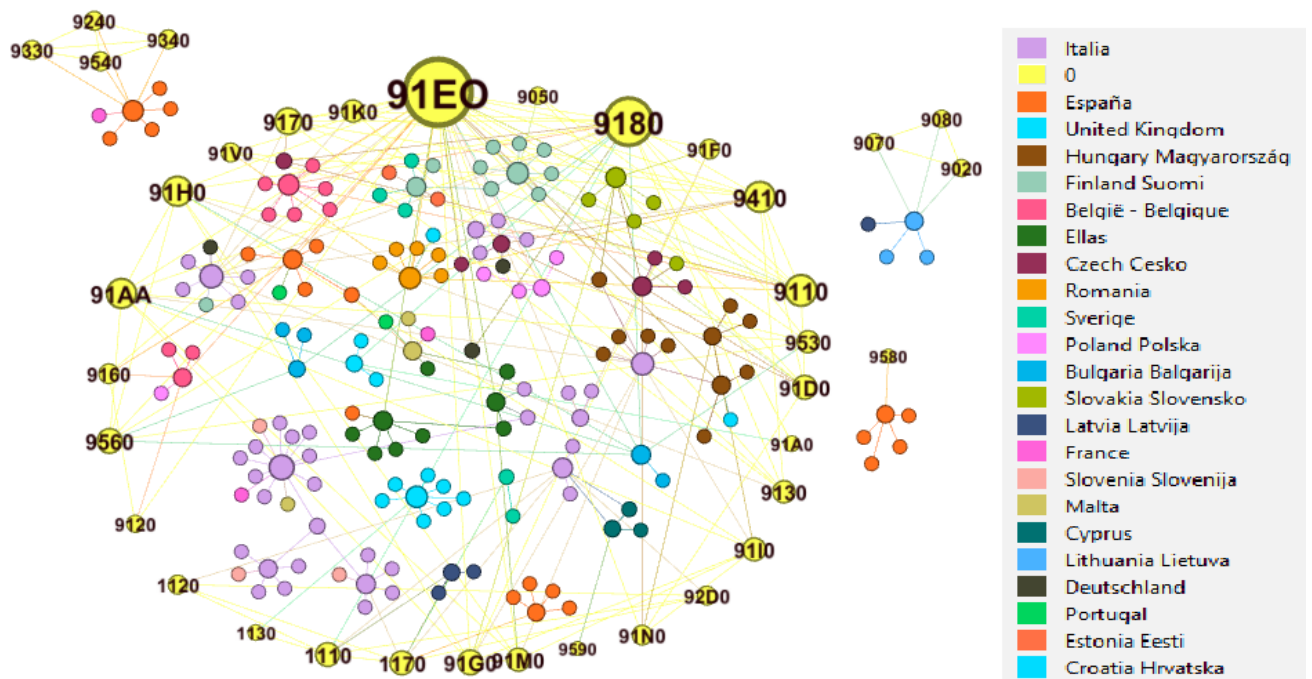 9240
9330
9340
9540
91EO
9050
91K0
9170
9180
91V0
91F0
91H0
9410
9080
9070
9020
91AA
9110
9530
9580
9160
91D0
9560
91A0
9130
9120
91I0
1120
92D0
1130
91N0
9590
1110
1170
91G0
91M0
Italia
0
España
United Kingdom
Hungary Magyarország
Finland Suomi
België - Belgique
Ellas
Czech Cesko
Romania
Sverige
Poland Polska
Bulgaria Balgarija
Slovakia Slovensko
Latvia Latvija
France
Slovenia Slovenija
Malta
Cyprus
Lithuania Lietuva
Deutschland
Portugal
Estonia Eesti
Croatia Hrvatska